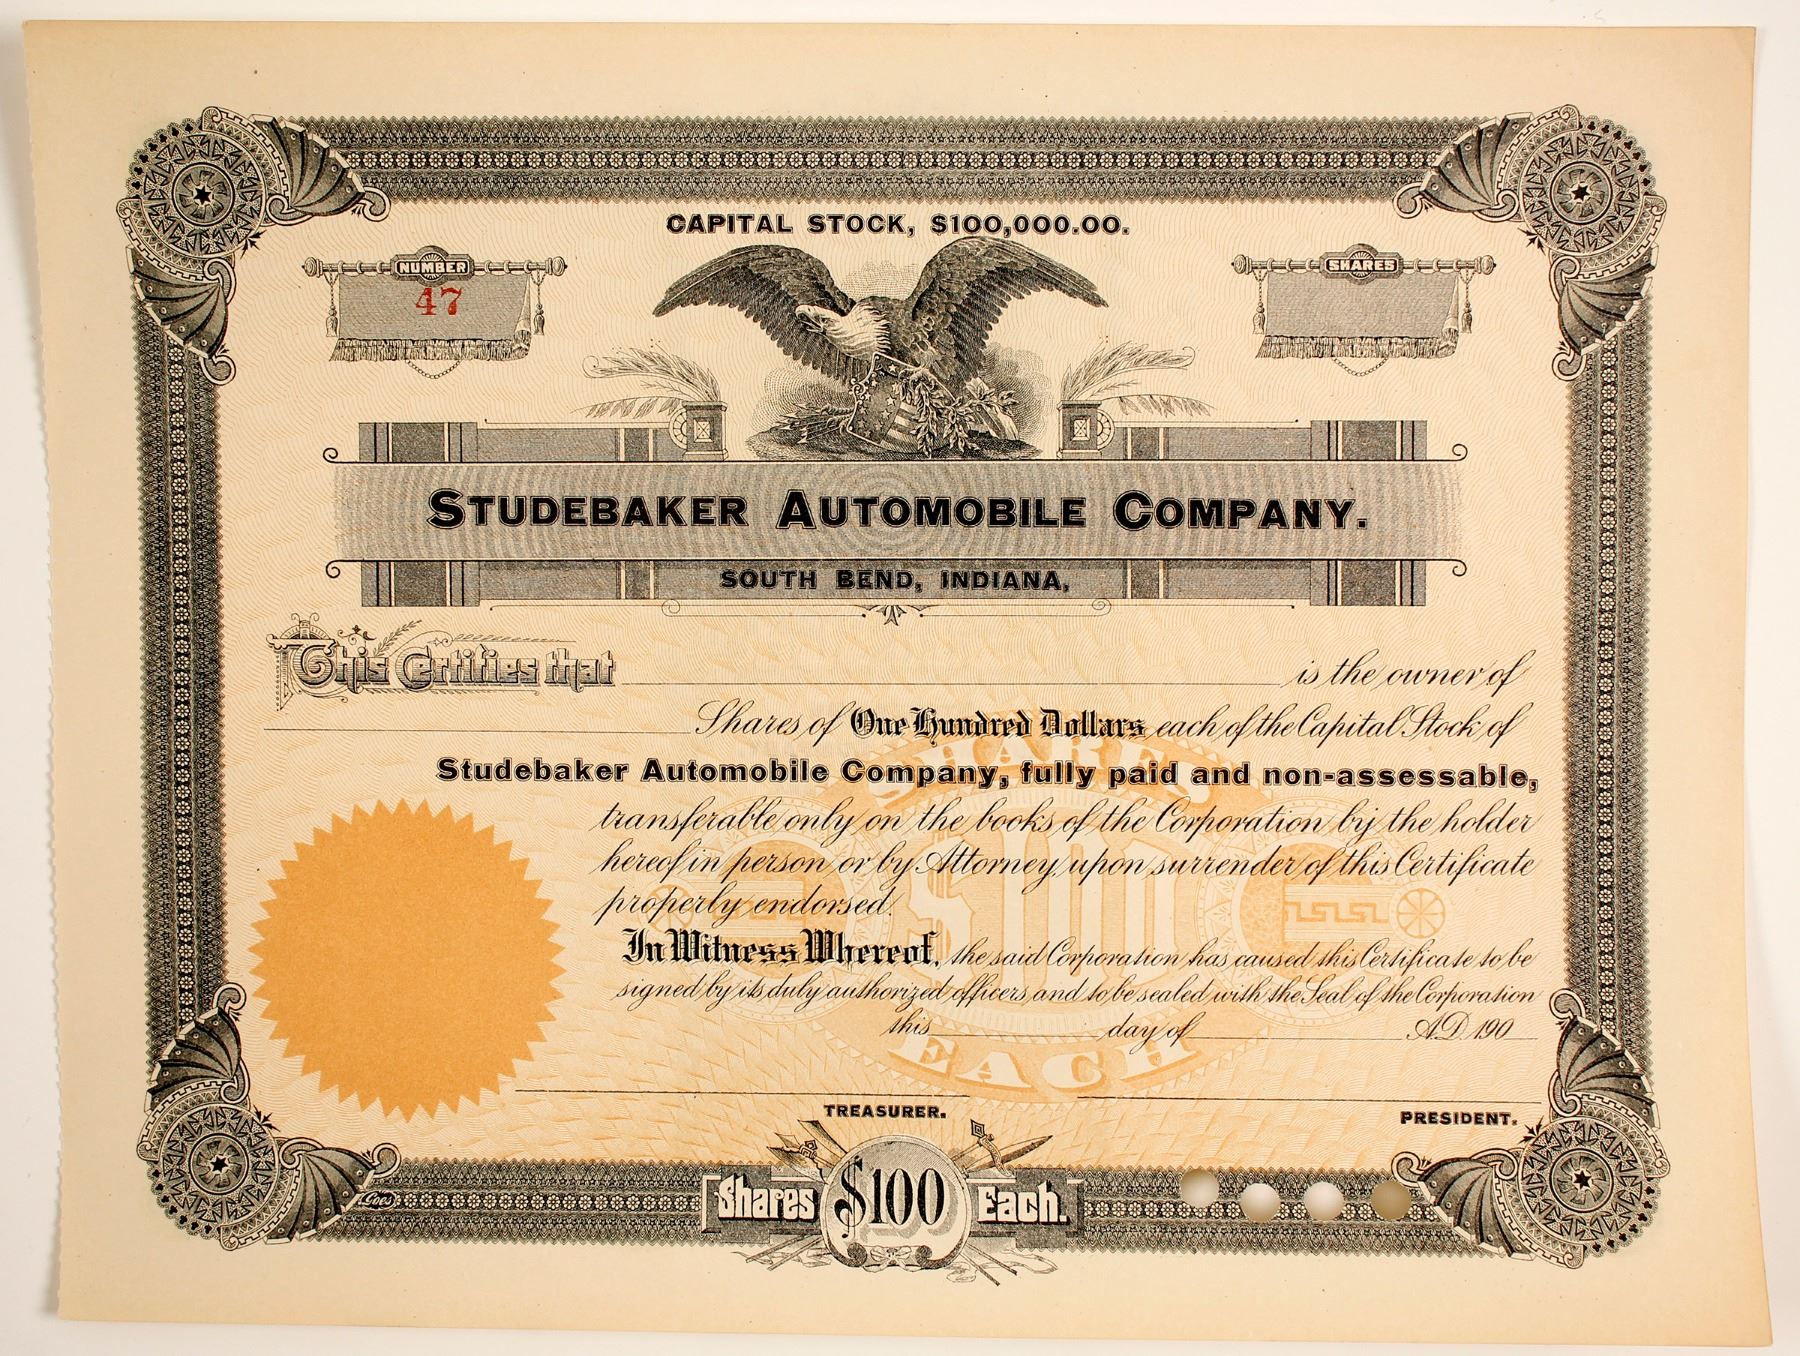 CAPITAL STOCK, $100,000.00.
NUMBER
47
SHARES
STUDEBAKER AUTOMOBILE COMPANY.
SOUTH BEND, INDIANA,
This Certifies that is the owner of
Shares of One Hundred Dollars each of the Capital Stock of
Studebaker Automobile Company, fully paid and non-assessable,
transferable only on the books of the Corporation by the holder
hereof in person or by Attorney upon surrender of this Certificate
properly endorsed.
In Witness Whereof, the said Corporation has caused this Certificate to be
signed by its duly authorized officers and to be sealed with the Seal of the Corporation
this day of A.D. 190
SHARES
$100
EACH
TREASURER.
PRESIDENT.
Goes
Shares $100 Each.